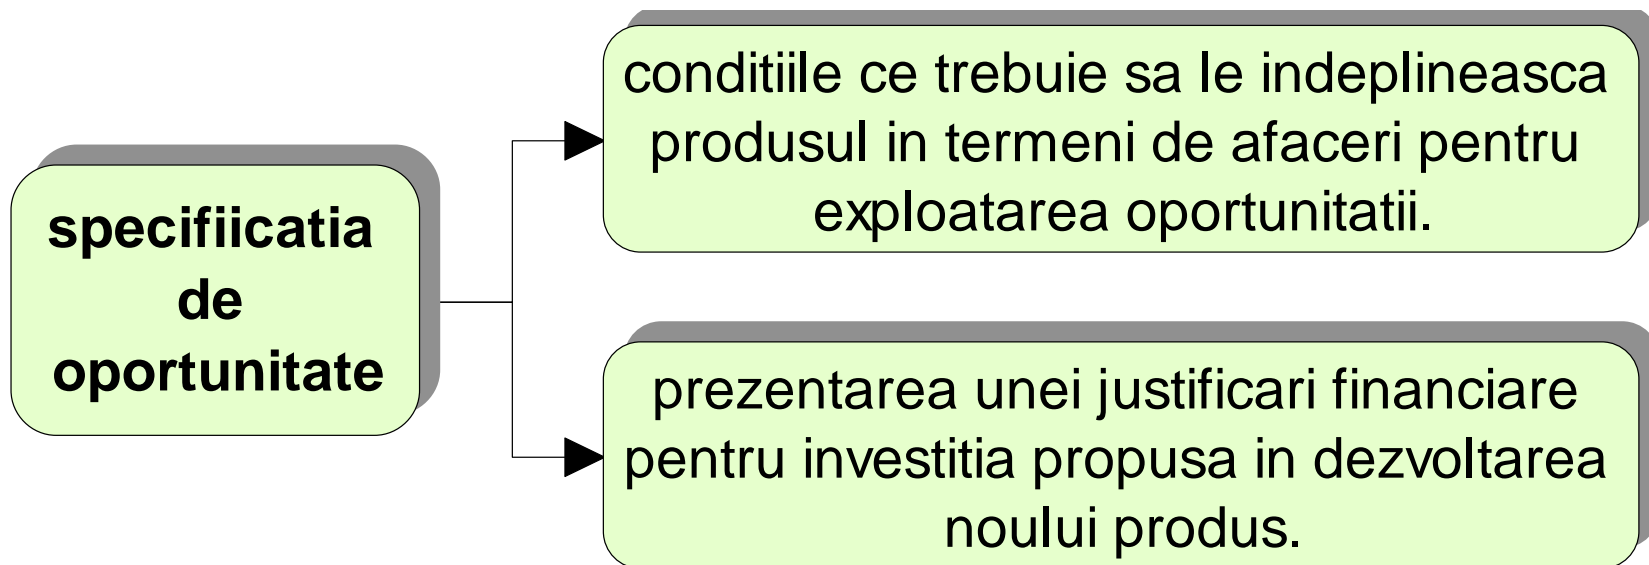 specifiicatia
de
oportunitate
conditiile ce trebuie sa le indeplineasca
produsul in termeni de afaceri pentru
exploatarea oportunitatii.
prezentarea unei justificari financiare
pentru investitia propusa in dezvoltarea
noului produs.